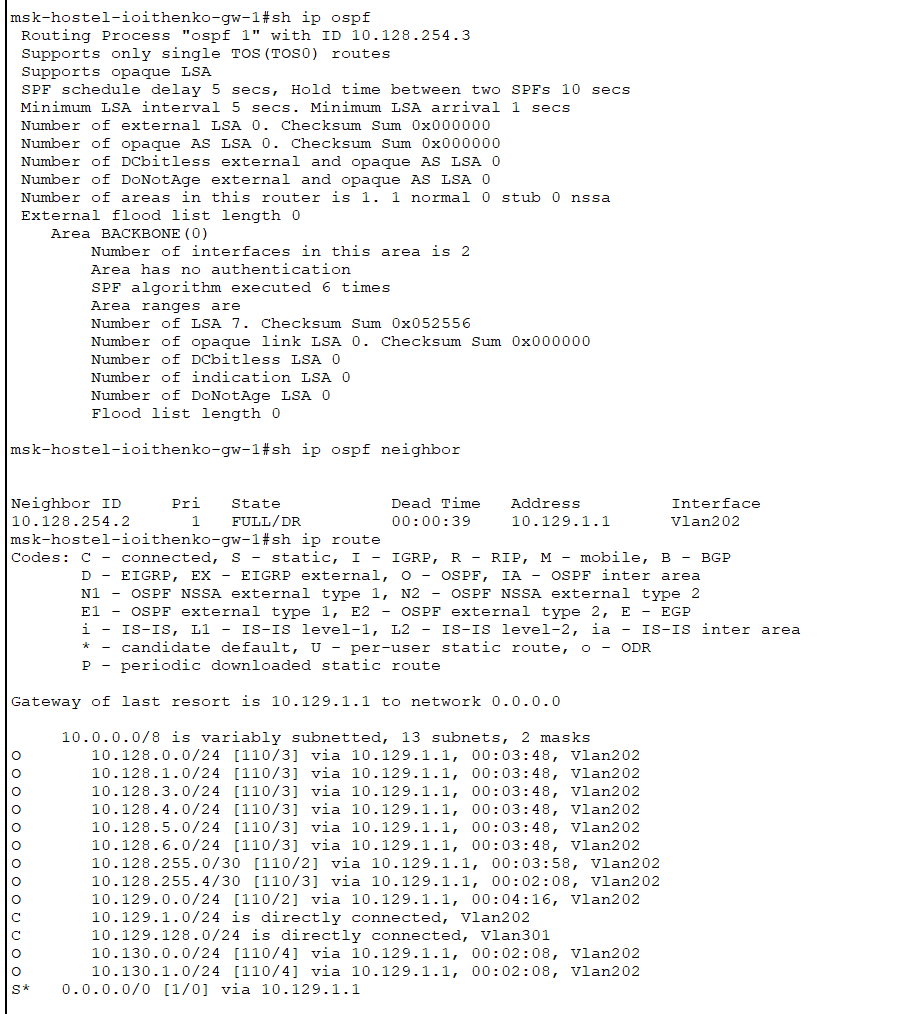 msk-hostel-ioithenko-gw-1#sh ip ospf
Routing Process "ospf 1" with ID 10.128.254.3
Supports only single TOS(TOS0) routes
Supports opaque LSA
SPF schedule delay 5 secs, Hold time between two SPFs 10 secs
Minimum LSA interval 5 secs. Minimum LSA arrival 1 secs
Number of external LSA 0. Checksum Sum 0x000000
Number of opaque AS LSA 0. Checksum Sum 0x000000
Number of DCbitless external and opaque AS LSA 0
Number of DoNotAge external and opaque AS LSA 0
Number of areas in this router is 1. 1 normal 0 stub 0 nssa
External flood list length 0
Area BACKBONE(0)
Number of interfaces in this area is 2
Area has no authentication
SPF algorithm executed 6 times
Area ranges are
Number of LSA 7. Checksum Sum 0x052556
Number of opaque link LSA 0. Checksum Sum 0x000000
Number of DCbitless LSA 0
Number of indication LSA 0
Number of DoNotAge LSA 0
Flood list length 0
msk-hostel-ioithenko-gw-1#sh ip ospf neighbor
Neighbor ID     Pri   State           Dead Time   Address         Interface
10.128.254.2      1   FULL/DR         00:00:39    10.129.1.1      Vlan202
msk-hostel-ioithenko-gw-1#sh ip route
Codes: C - connected, S - static, I - IGRP, R - RIP, M - mobile, B - BGP
D - EIGRP, EX - EIGRP external, O - OSPF, IA - OSPF inter area
N1 - OSPF NSSA external type 1, N2 - OSPF NSSA external type 2
E1 - OSPF external type 1, E2 - OSPF external type 2, E - EGP
i - IS-IS, L1 - IS-IS level-1, L2 - IS-IS level-2, ia - IS-IS inter area
* - candidate default, U - per-user static route, o - ODR
P - periodic downloaded static route
Gateway of last resort is 10.129.1.1 to network 0.0.0.0
10.0.0.0/8 is variably subnetted, 13 subnets, 2 masks
O       10.128.0.0/24 [110/3] via 10.129.1.1, 00:03:48, Vlan202
O       10.128.1.0/24 [110/3] via 10.129.1.1, 00:03:48, Vlan202
O       10.128.3.0/24 [110/3] via 10.129.1.1, 00:03:48, Vlan202
O       10.128.4.0/24 [110/3] via 10.129.1.1, 00:03:48, Vlan202
O       10.128.5.0/24 [110/3] via 10.129.1.1, 00:03:48, Vlan202
O       10.128.6.0/24 [110/3] via 10.129.1.1, 00:03:48, Vlan202
O       10.128.255.0/30 [110/2] via 10.129.1.1, 00:03:58, Vlan202
O       10.128.255.4/30 [110/3] via 10.129.1.1, 00:02:08, Vlan202
O       10.129.0.0/24 [110/2] via 10.129.1.1, 00:04:16, Vlan202
C       10.129.1.0/24 is directly connected, Vlan202
C       10.129.128.0/24 is directly connected, Vlan301
O       10.130.0.0/24 [110/4] via 10.129.1.1, 00:02:08, Vlan202
O       10.130.1.0/24 [110/4] via 10.129.1.1, 00:02:08, Vlan202
S*   0.0.0.0/0 [1/0] via 10.129.1.1